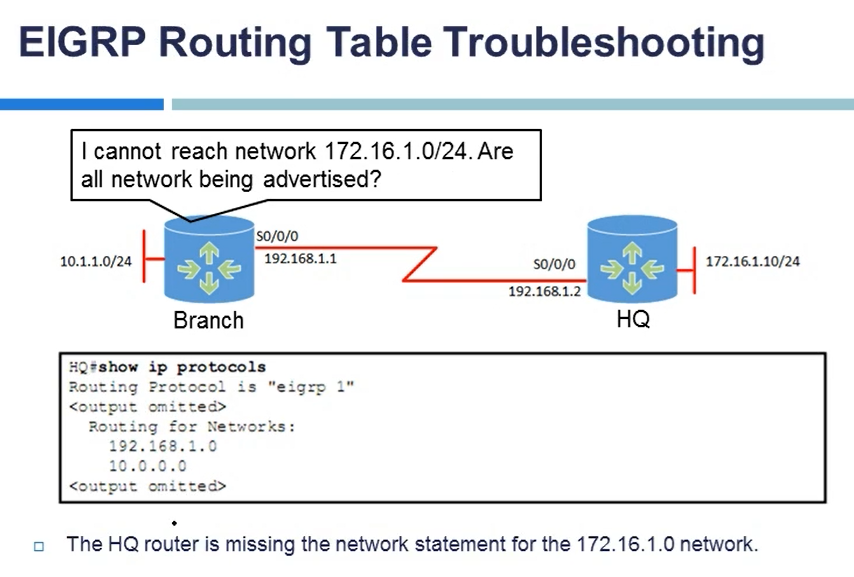 EIGRP Routing Table Troubleshooting
I cannot reach network 172.16.1.0/24. Are
all network being advertised?
S0/0/0
192.168.1.1
10.1.1.0/24
S0/0/0
192.168.1.2
172.16.1.10/24
Branch
HQ
HQ#show ip protocols
Routing Protocol is "eigrp 1"
<output omitted>
Routing for Networks:
192.168.1.0
10.0.0.0
<output omitted>
The HQ router is missing the network statement for the 172.16.1.0 network.